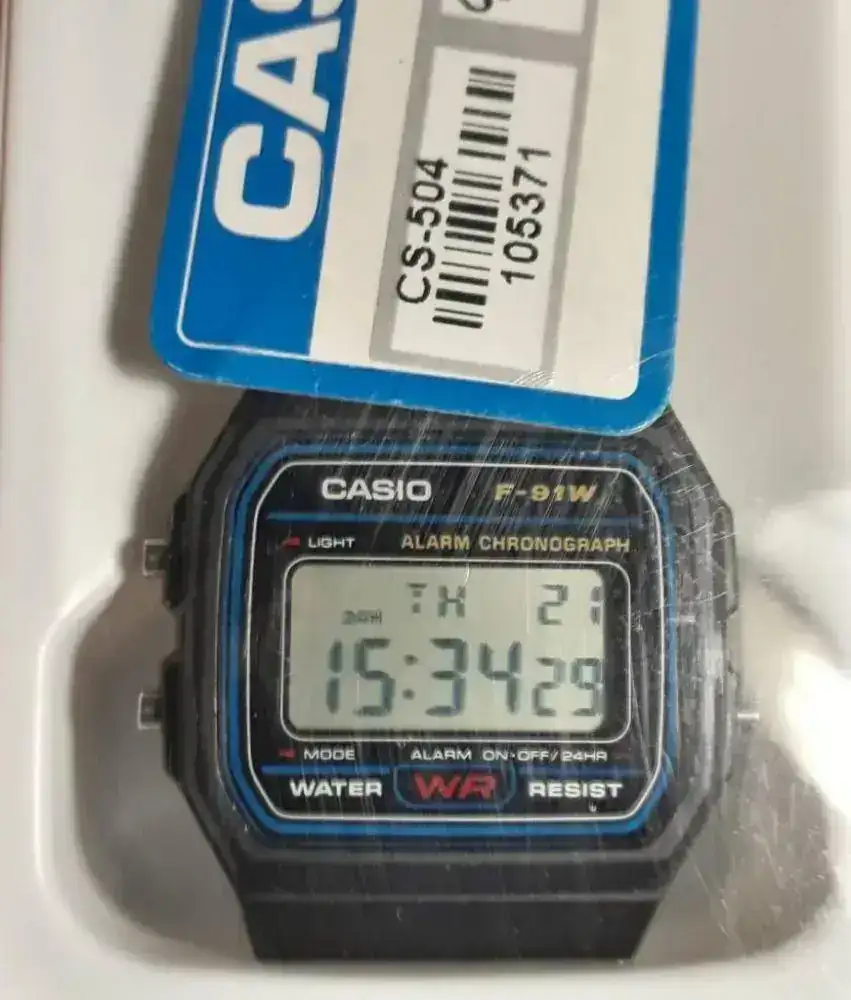 CAS
CS-504
105371
CASIO F-91W
LIGHT ALARM CHRONOGRAPH
TH 21
24H
15:34 29
MODE ALARM ON·OFF/24HR
WATER WR RESIST